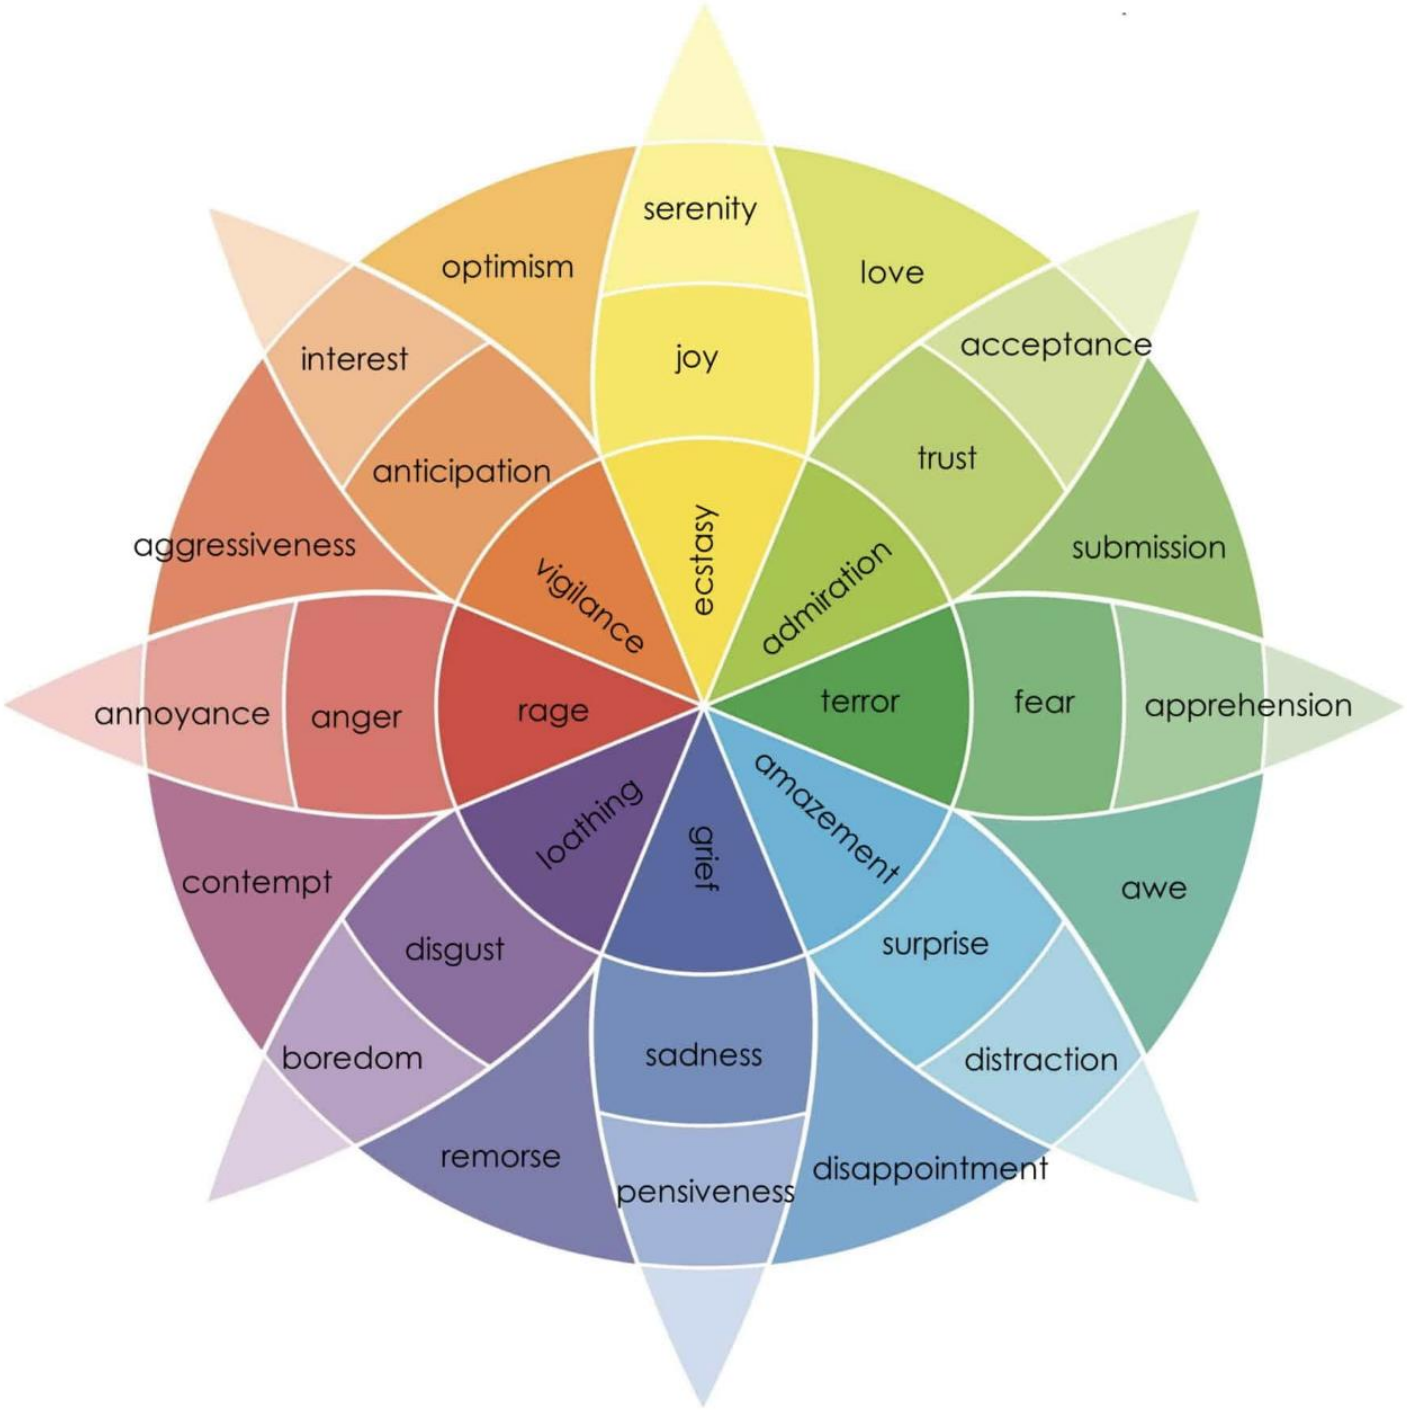 serenity
optimism
love
interest
acceptance
joy
trust
anticipation
ecstasy
aggressiveness
vigilance
admiration
submission
annoyance
anger
rage
terror
fear
apprehension
loathing
grief
amazement
contempt
awe
disgust
surprise
boredom
sadness
distraction
remorse
pensiveness
disappointment